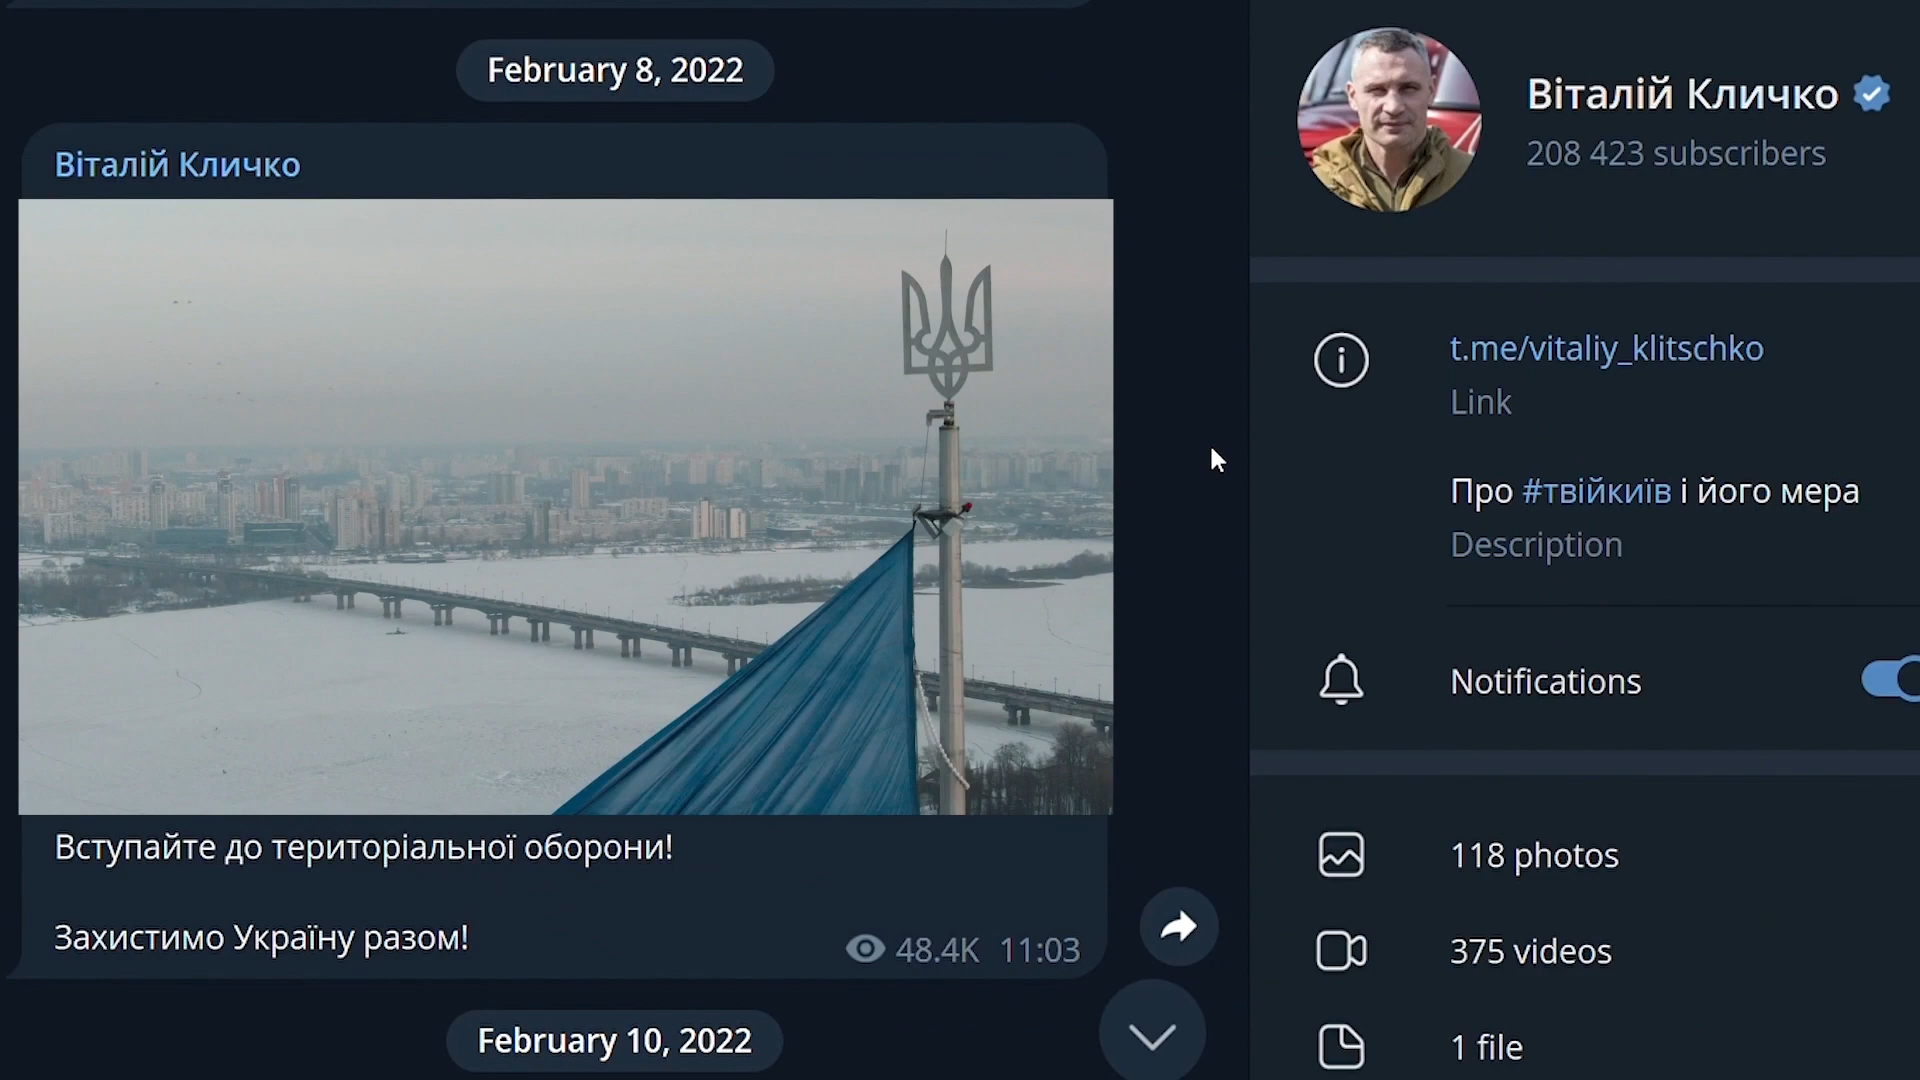 February 8, 2022
Віталій Кличко
Вступайте до територіальної оборони!
Захистимо Україну разом!
48.4K 11:03
February 10, 2022
Віталій Кличко
208 423 subscribers
t.me/vitaliy_klitschko
Link
Про #твійкиїв і його мера
Description
Notifications
118 photos
375 videos
1 file